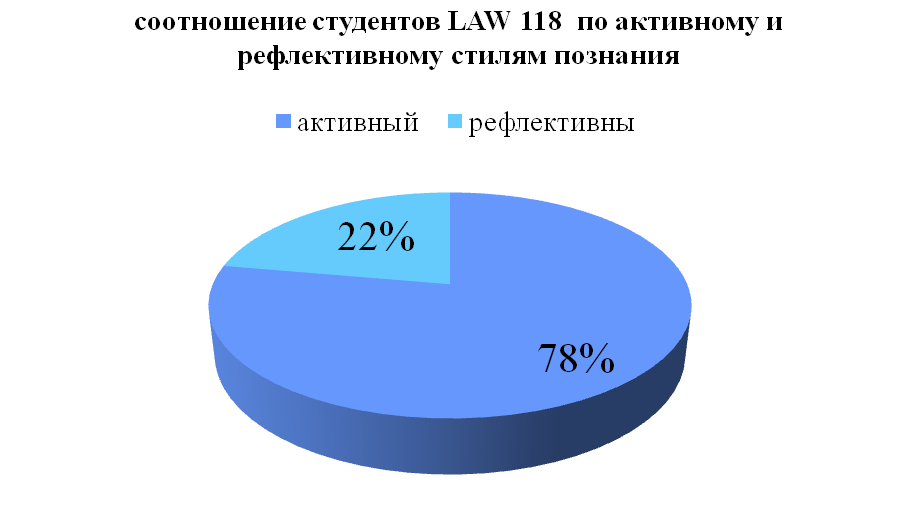 соотношение студентов LAW 118 по активному и
рефлективному стилям познания
активный рефлективны
22%
78%